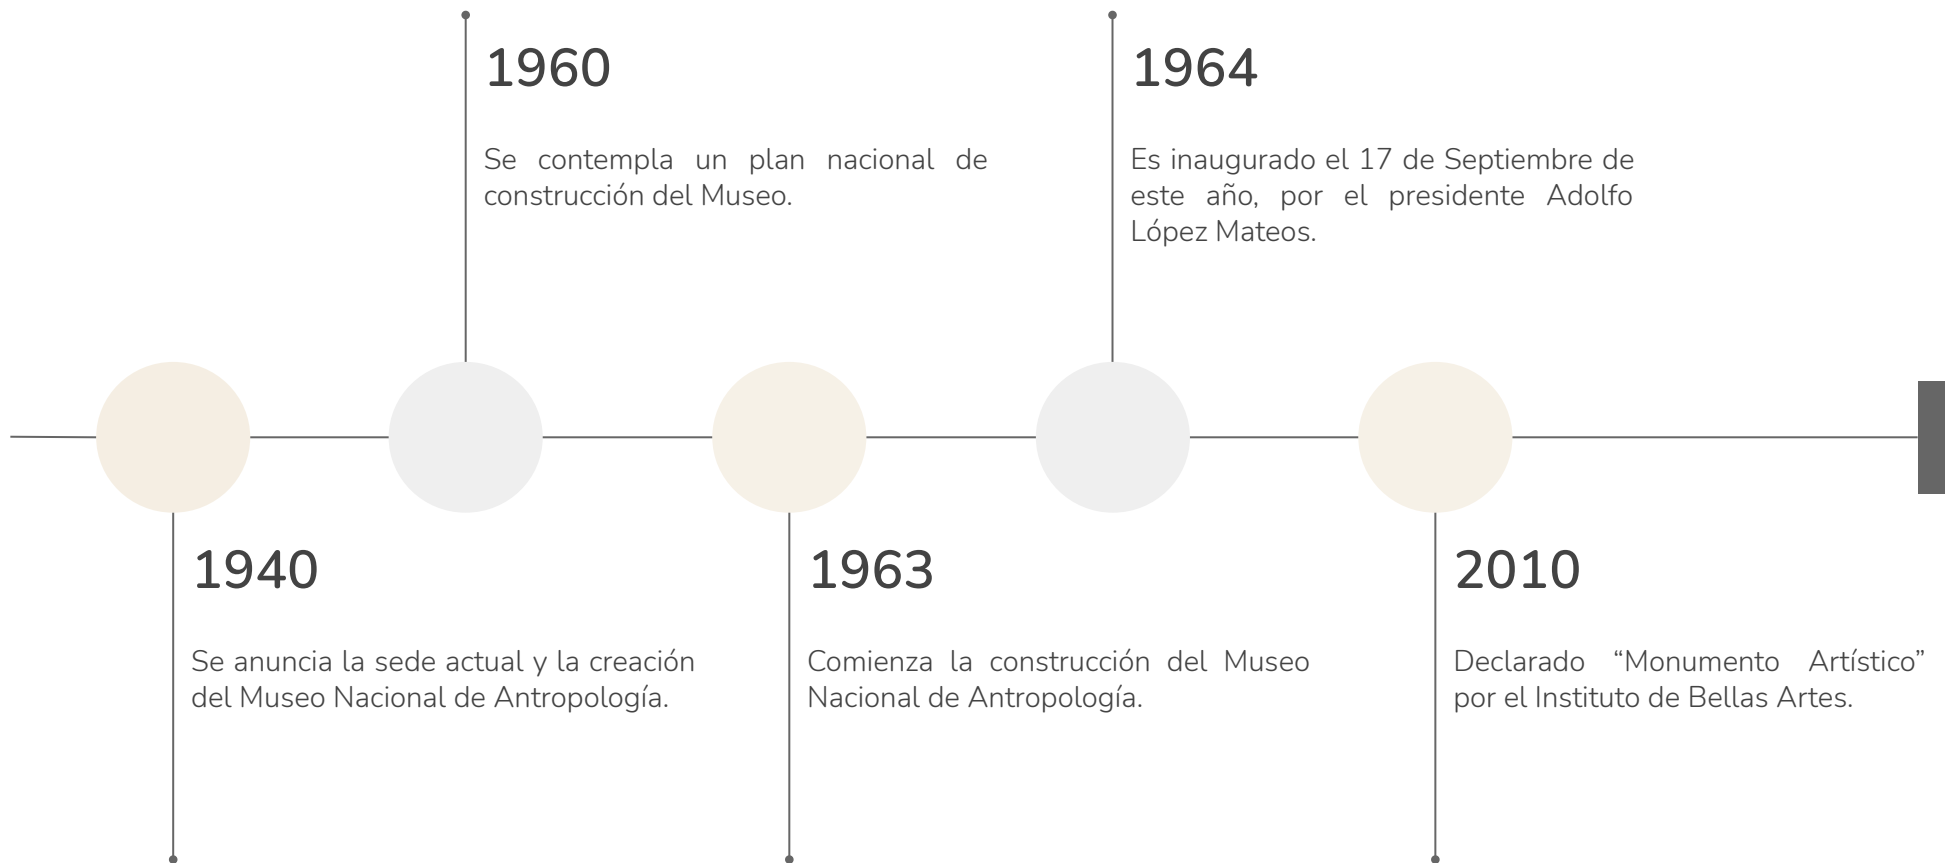 1960
Se contempla un plan nacional de
construcción del Museo.
1964
Es inaugurado el 17 de Septiembre de
este año, por el presidente Adolfo
López Mateos.
1940
Se anuncia la sede actual y la creación
del Museo Nacional de Antropología.
1963
Comienza la construcción del Museo
Nacional de Antropología.
2010
Declarado “Monumento Artístico”
por el Instituto de Bellas Artes.